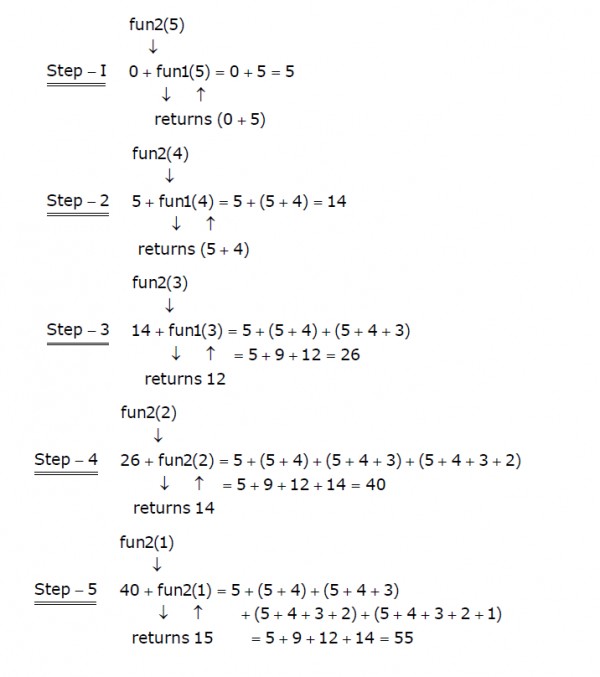 fun2(5)
↓
Step – I 0 + fun1(5) = 0 + 5 = 5
↓ ↑
returns (0 + 5)
fun2(4)
↓
Step – 2 5 + fun1(4) = 5 + (5 + 4) = 14
↓ ↑
returns (5 + 4)
fun2(3)
↓
Step – 3 14 + fun1(3) = 5 + (5 + 4) + (5 + 4 + 3)
↓ ↑ = 5 + 9 + 12 = 26
returns 12
fun2(2)
↓
Step – 4 26 + fun2(2) = 5 + (5 + 4) + (5 + 4 + 3) + (5 + 4 + 3 + 2)
↓ ↑ = 5 + 9 + 12 + 14 = 40
returns 14
fun2(1)
↓
Step – 5 40 + fun2(1) = 5 + (5 + 4) + (5 + 4 + 3)
↓ ↑ + (5 + 4 + 3 + 2) + (5 + 4 + 3 + 2 + 1)
returns 15 = 5 + 9 + 12 + 14 = 55